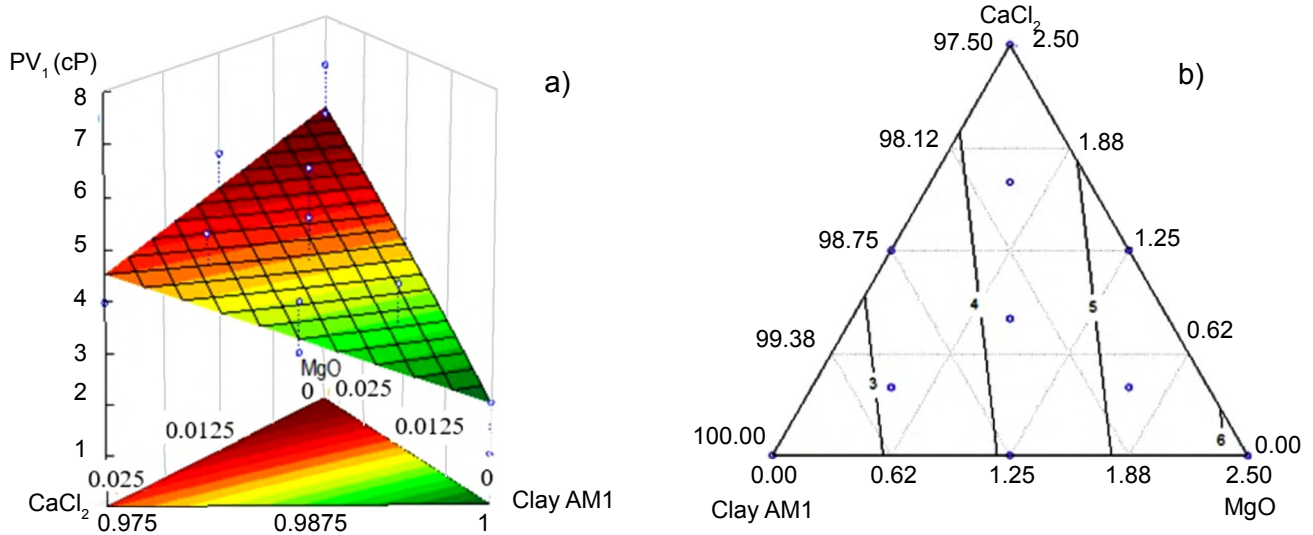 a)
PV₁ (cP)
8
7
6
5
4
3
2
1
MgO
0 0.025
0.0125 0.0125
0.025 0
CaCl₂ Clay AM1
0.975 0.9875 1
b)
CaCl₂
97.50 2.50
98.12 1.88
98.75 1.25
4 5
99.38 0.62
3
6
100.00 0.00
0.00 0.62 1.25 1.88 2.50
Clay AM1 MgO